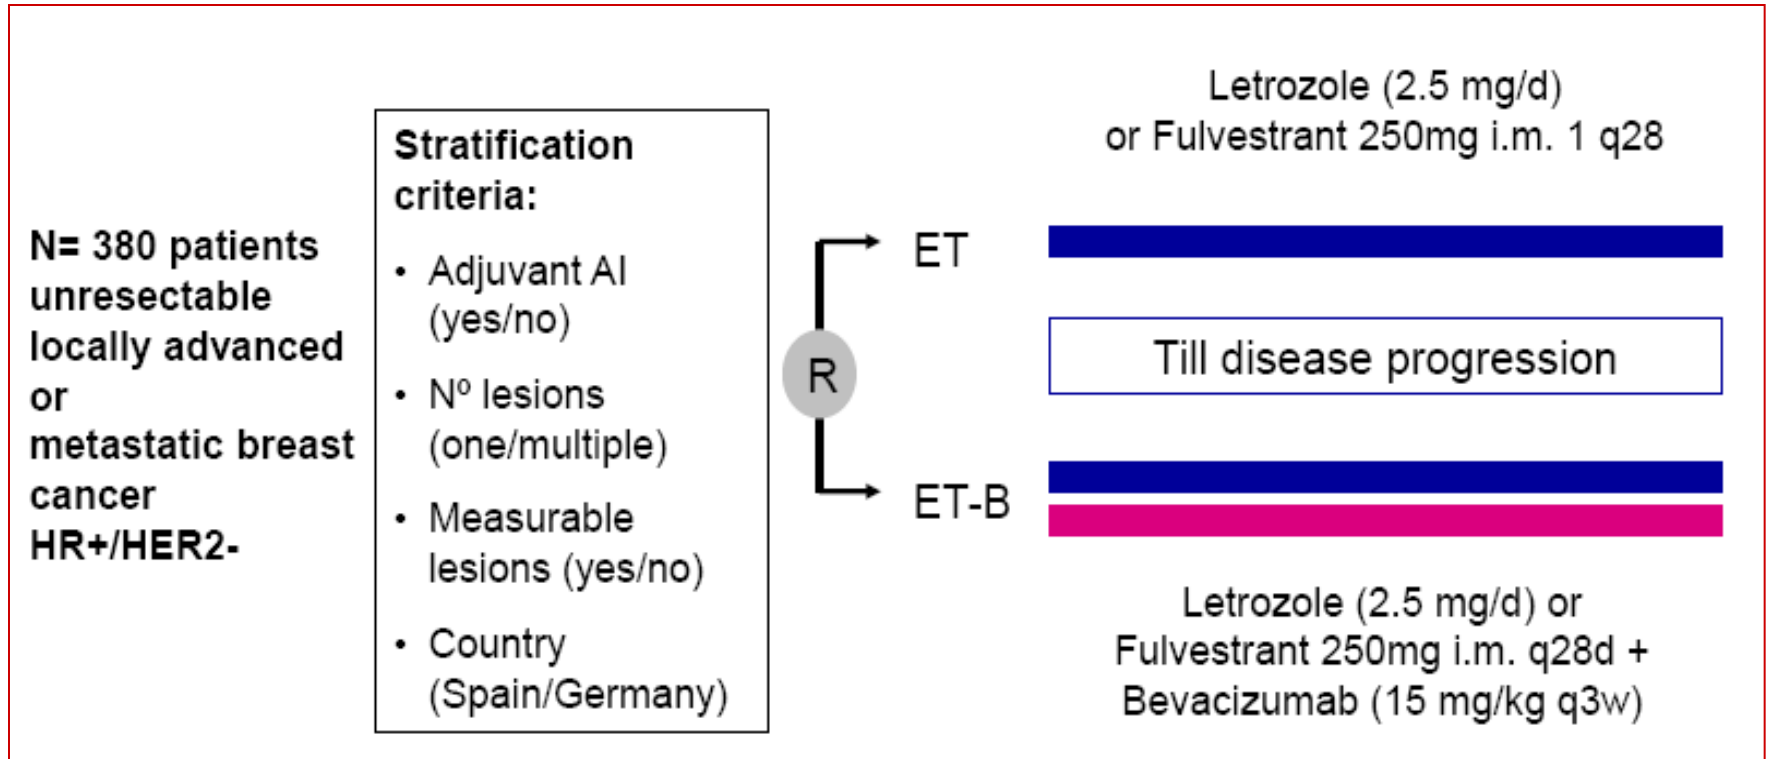 N= 380 patients
unresectable
locally advanced
or
metastatic breast
cancer
HR+/HER2-
Stratification
criteria:
• Adjuvant AI
(yes/no)
• Nº lesions
(one/multiple)
• Measurable
lesions (yes/no)
• Country
(Spain/Germany)
R
ET
ET-B
Letrozole (2.5 mg/d)
or Fulvestrant 250mg i.m. 1 q28
Till disease progression
Letrozole (2.5 mg/d) or
Fulvestrant 250mg i.m. q28d +
Bevacizumab (15 mg/kg q3w)